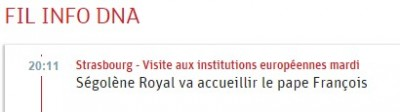 FIL INFO DNA
20:11 Strasbourg - Visite aux institutions européennes mardi
Ségolène Royal va accueillir le pape François